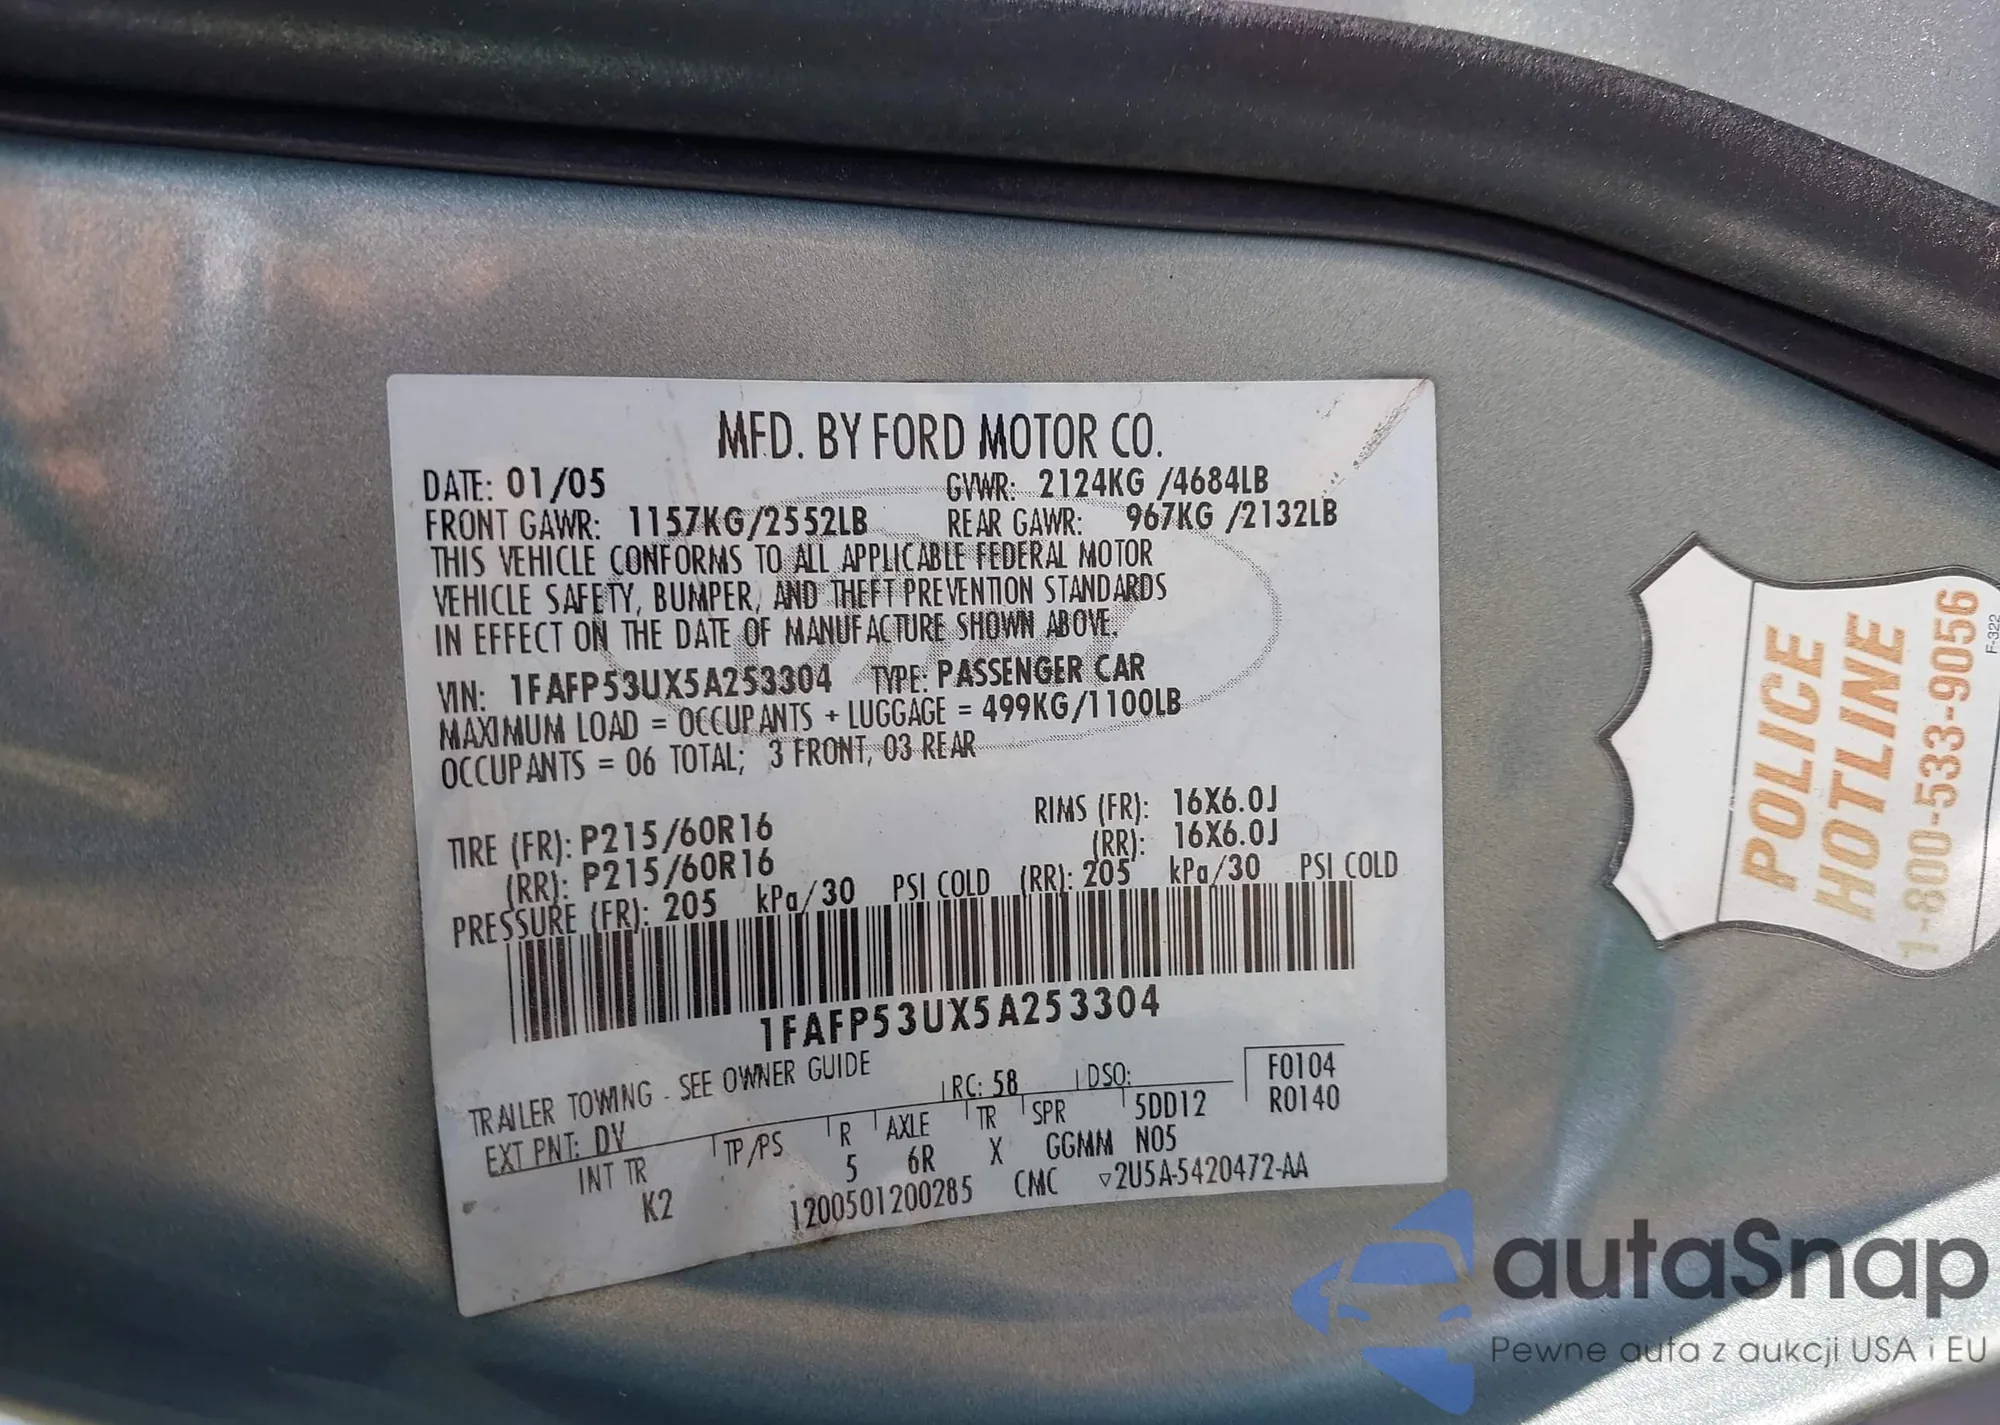 MFD. BY FORD MOTOR CO.
DATE: 01/05 GVWR: 2124KG /4684LB
FRONT GAWR: 1157KG/2552LB REAR GAWR: 967KG /2132LB
THIS VEHICLE CONFORMS TO ALL APPLICABLE FEDERAL MOTOR
VEHICLE SAFETY, BUMPER, AND THEFT PREVENTION STANDARDS
IN EFFECT ON THE DATE OF MANUFACTURE SHOWN ABOVE.
VIN: 1FAFP53UX5A253304 TYPE: PASSENGER CAR
MAXIMUM LOAD = OCCUPANTS + LUGGAGE = 499KG/1100LB
OCCUPANTS = 06 TOTAL; 3 FRONT, 03 REAR
TIRE (FR): P215/60R16 RIMS (FR): 16X6.0J
(RR): P215/60R16 (RR): 16X6.0J
PRESSURE (FR): 205 kPa/30 PSI COLD (RR): 205 kPa/30 PSI COLD
1FAFP53UX5A253304
TRAILER TOWING - SEE OWNER GUIDE
EXT PNT: DV RC: 58 DSO: F0104
INT TR TP/PS R AXLE TR SPR 5DD12 R0140
K2 5 6R X GGMM N05
1200501200285 CMC ▽2U5A-5420472-AA
POLICE
HOTLINE
1-800-533-9056
F-322
autaSnap
Pewne auta z aukcji USA i EU